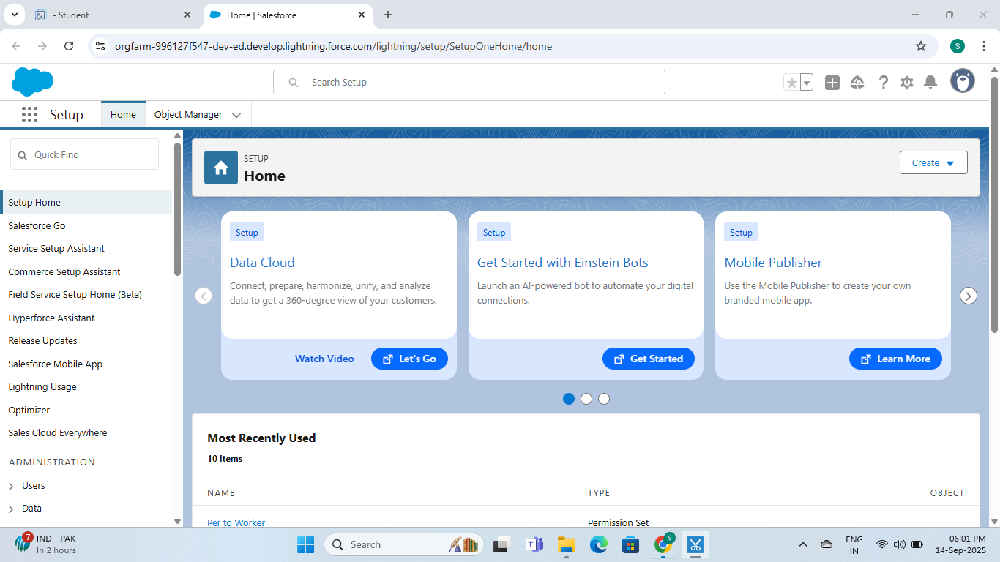 - Student
Home | Salesforce
orgfarm-996127f547-dev-ed.develop.lightning.force.com/lightning/setup/SetupOneHome/home
S
Search Setup
Setup
Home
Object Manager
Quick Find
Setup Home
Salesforce Go
Service Setup Assistant
Commerce Setup Assistant
Field Service Setup Home (Beta)
Hyperforce Assistant
Release Updates
Salesforce Mobile App
Lightning Usage
Optimizer
Sales Cloud Everywhere
ADMINISTRATION
Users
Data
SETUP
Home
Create
Setup
Data Cloud
Connect, prepare, harmonize, unify, and analyze
data to get a 360-degree view of your customers.
Watch Video
Let's Go
Setup
Get Started with Einstein Bots
Launch an AI-powered bot to automate your digital
connections.
Get Started
Setup
Mobile Publisher
Use the Mobile Publisher to create your own
branded mobile app.
Learn More
Most Recently Used
10 items
NAME TYPE OBJECT
Per to Worker Permission Set
7
IND - PAK
In 2 hours
Search
S
ENG
IN
06:01 PM
14-Sep-2025